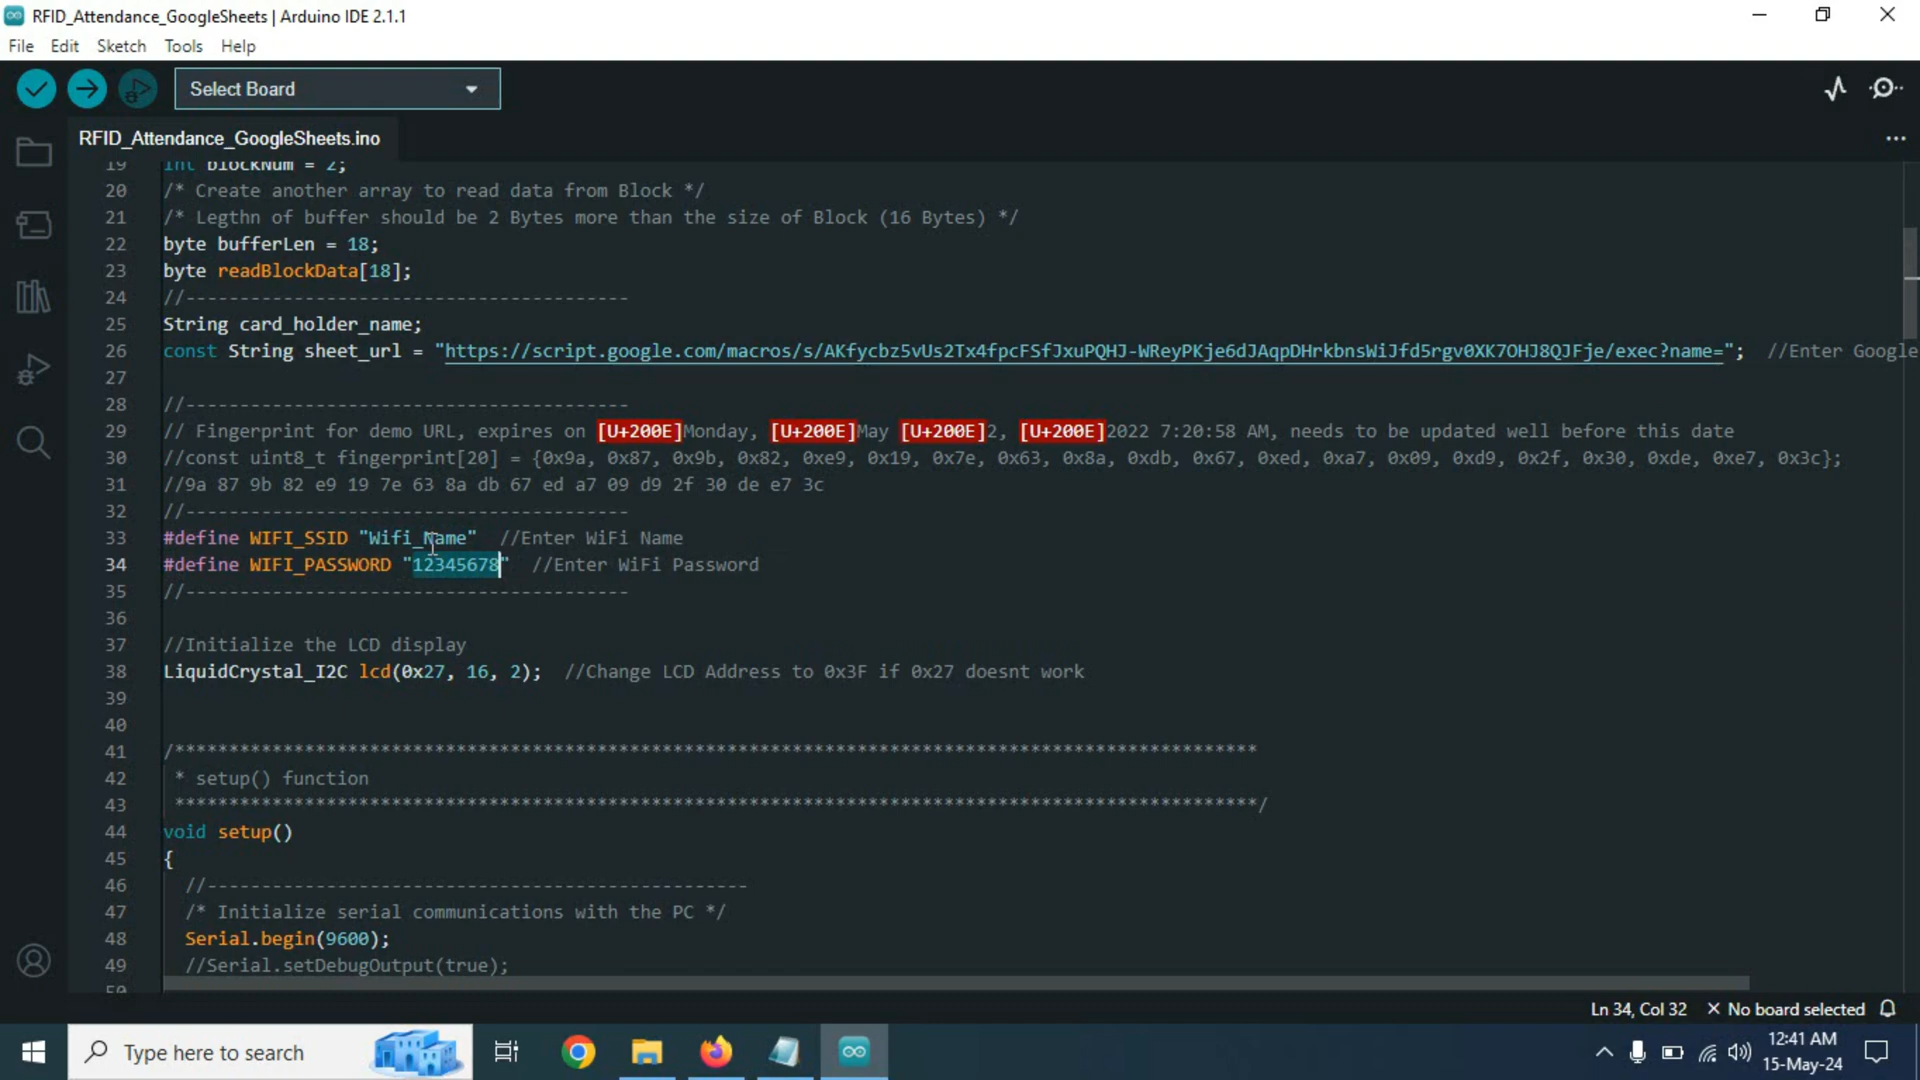 RFID_Attendance_GoogleSheets | Arduino IDE 2.1.1
File Edit Sketch Tools Help
Select Board
RFID_Attendance_GoogleSheets.ino
19 int blockNum = 2;
20 /* Create another array to read data from Block */
21 /* Legthn of buffer should be 2 Bytes more than the size of Block (16 Bytes) */
22 byte bufferLen = 18;
23 byte readBlockData[18];
24 //-----------------------------------------
25 String card_holder_name;
26 const String sheet_url = "https://script.google.com/macros/s/AKfycbz5vUs2Tx4fpcFSfJxuPQHJ-WReyPKje6dJAqpDHrkbnsWiJfd5rgv0XK7OHJ8QJFje/exec?name="; //Enter Google
27
28 //-----------------------------------------
29 // Fingerprint for demo URL, expires on [U+200E]Monday, [U+200E]May [U+200E]2, [U+200E]2022 7:20:58 AM, needs to be updated well before this date
30 //const uint8_t fingerprint[20] = {0x9a, 0x87, 0x9b, 0x82, 0xe9, 0x19, 0x7e, 0x63, 0x8a, 0xdb, 0x67, 0xed, 0xa7, 0x09, 0xd9, 0x2f, 0x30, 0xde, 0xe7, 0x3c};
31 //9a 87 9b 82 e9 19 7e 63 8a db 67 ed a7 09 d9 2f 30 de e7 3c
32 //-----------------------------------------
33 #define WIFI_SSID "Wifi_Name" //Enter WiFi Name
34 #define WIFI_PASSWORD "12345678" //Enter WiFi Password
35 //-----------------------------------------
36
37 //Initialize the LCD display
38 LiquidCrystal_I2C lcd(0x27, 16, 2); //Change LCD Address to 0x3F if 0x27 doesnt work
39
40
41 /****************************************************************************************************
42 * setup() function
43 ****************************************************************************************************/
44 void setup()
45 {
46 //--------------------------------------------------
47 /* Initialize serial communications with the PC */
48 Serial.begin(9600);
49 //Serial.setDebugOutput(true);
50
Ln 34, Col 32 × No board selected
Type here to search
12:41 AM
15-May-24